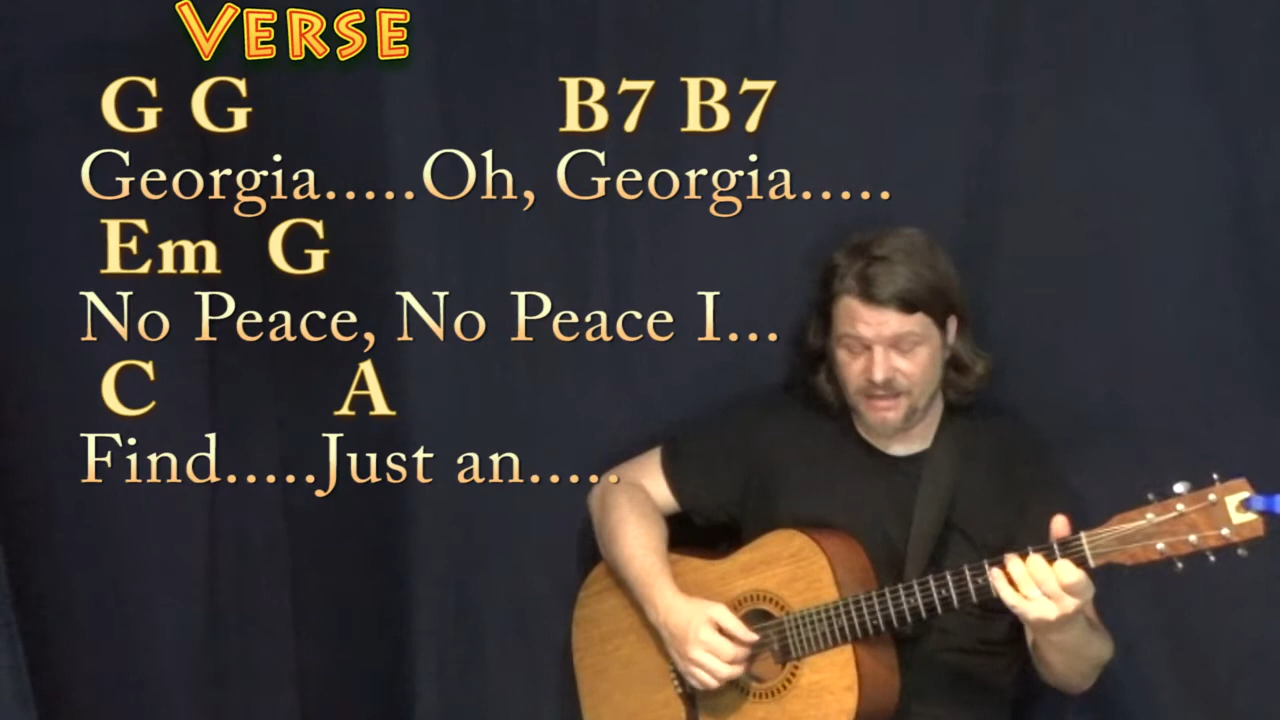 VERSE
G G B7 B7
Georgia.....Oh, Georgia.....
Em G
No Peace, No Peace I...
C A
Find.....Just an.....